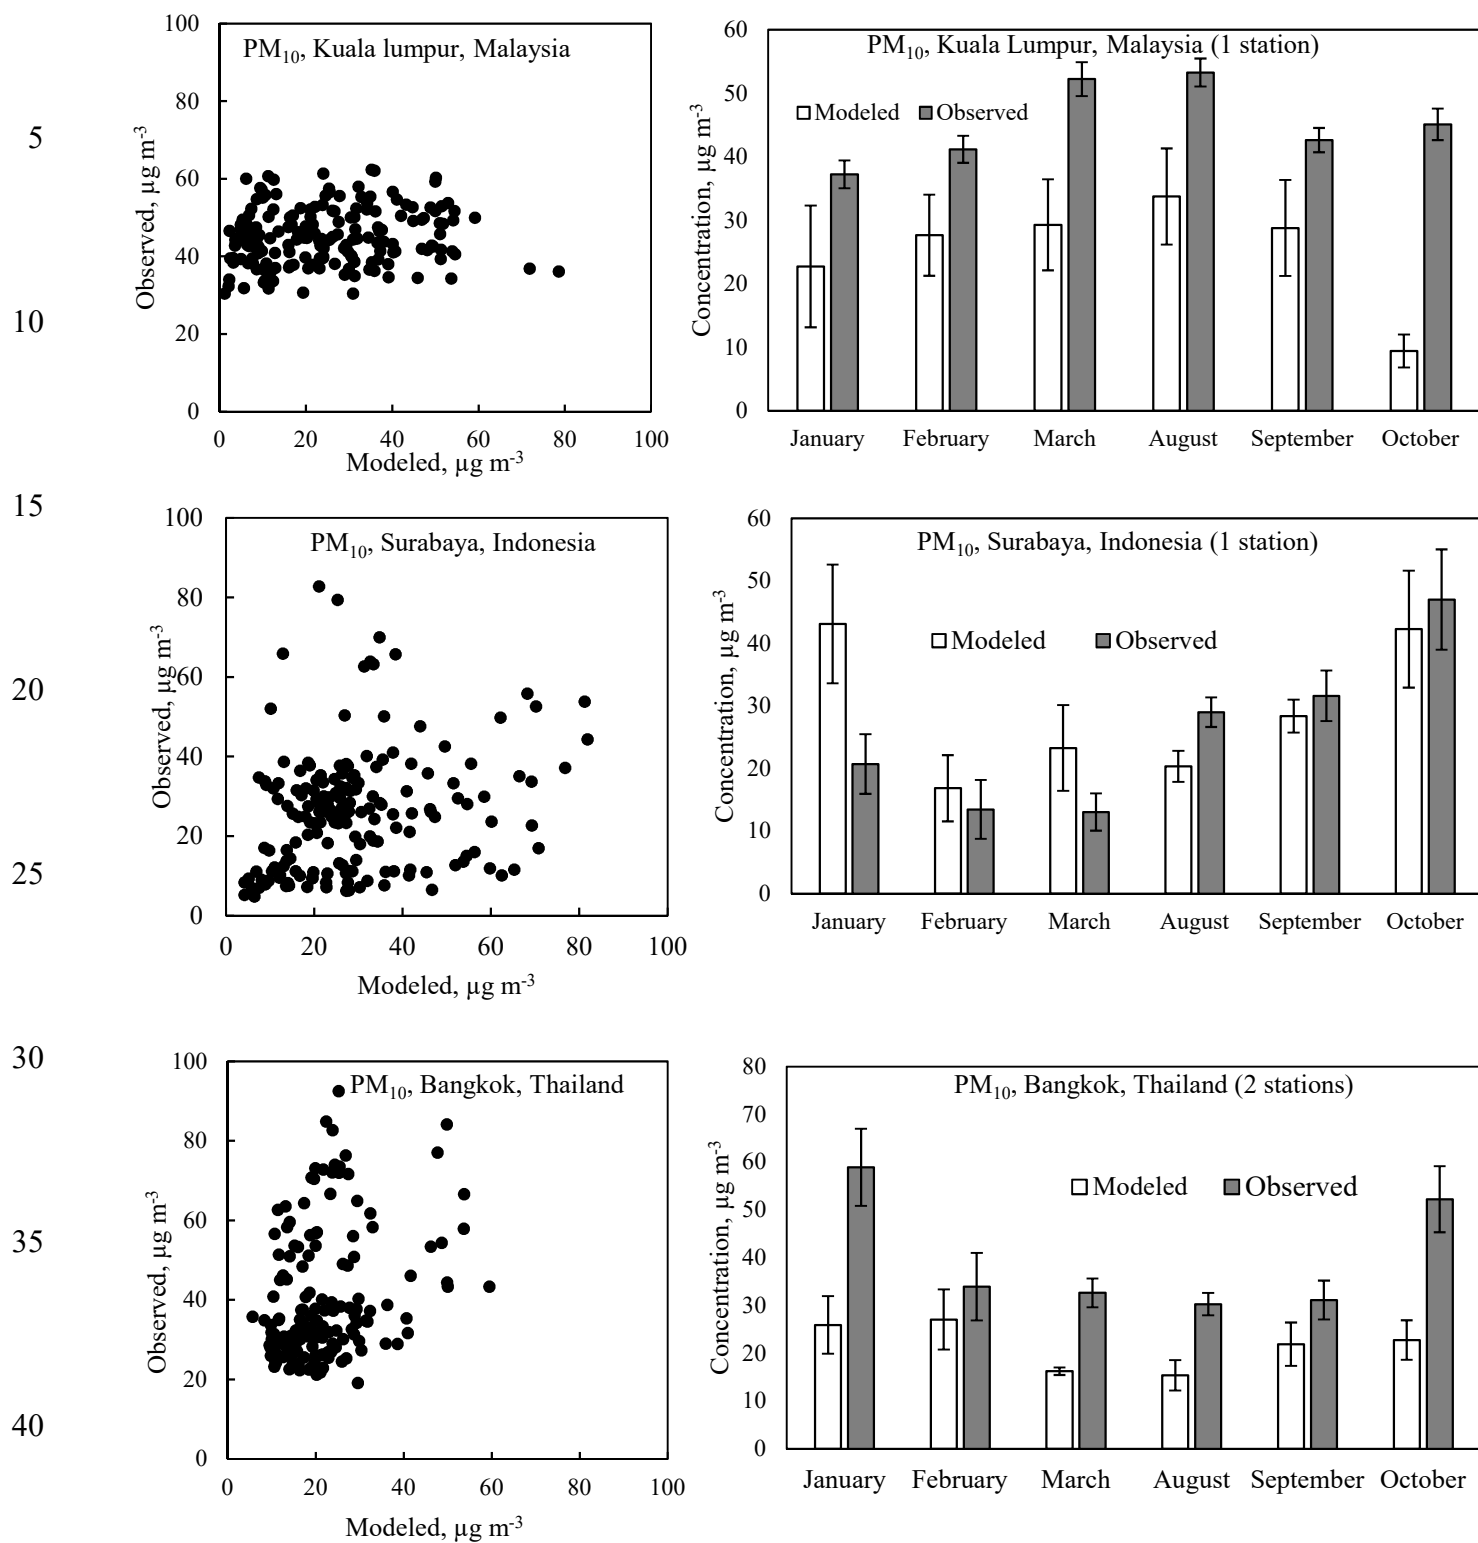 PM10, Kuala lumpur, Malaysia
100
80
60
40
20
0
Observed, µg m-3
0 20 40 60 80 100
Modeled, µg m-3
PM10, Kuala Lumpur, Malaysia (1 station)
60
50
40
30
20
10
0
Concentration, µg m-3
Modeled Observed
January February March August September October
PM10, Surabaya, Indonesia
100
80
60
40
20
0
Observed, µg m-3
0 20 40 60 80 100
Modeled, µg m-3
PM10, Surabaya, Indonesia (1 station)
60
50
40
30
20
10
0
Concentration, µg m-3
Modeled Observed
January February March August September October
PM10, Bangkok, Thailand
100
80
60
40
20
0
Observed, µg m-3
0 20 40 60 80 100
Modeled, µg m-3
PM10, Bangkok, Thailand (2 stations)
80
70
60
50
40
30
20
10
0
Concentration, µg m-3
Modeled Observed
January February March August September October
5
10
15
20
25
30
35
40